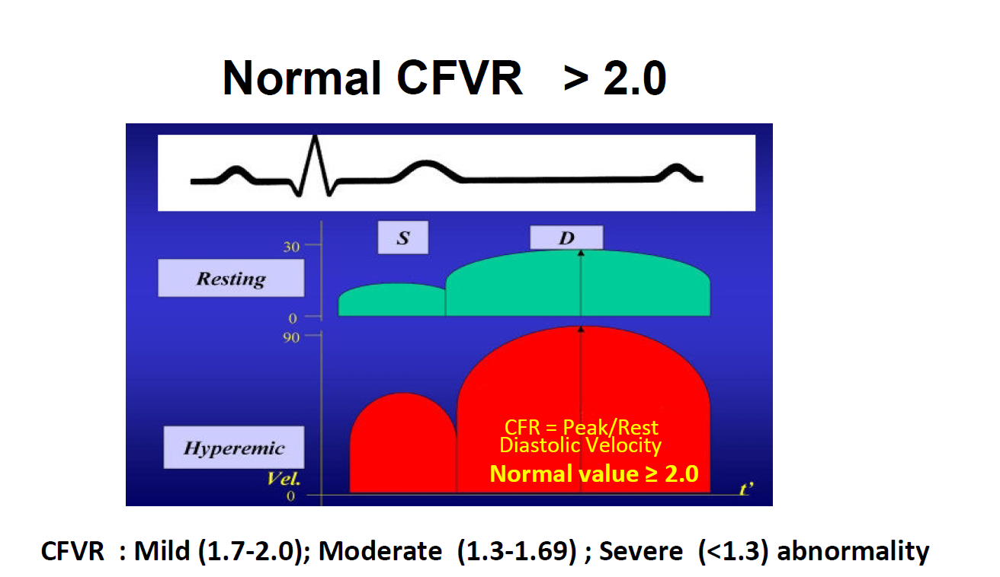 Normal CFVR > 2.0
S
D
30
Resting
0
90
CFR = Peak/Rest
Diastolic Velocity
Hyperemic
Normal value ≥ 2.0
Vel.
0
t’
CFVR : Mild (1.7-2.0); Moderate (1.3-1.69) ; Severe (<1.3) abnormality